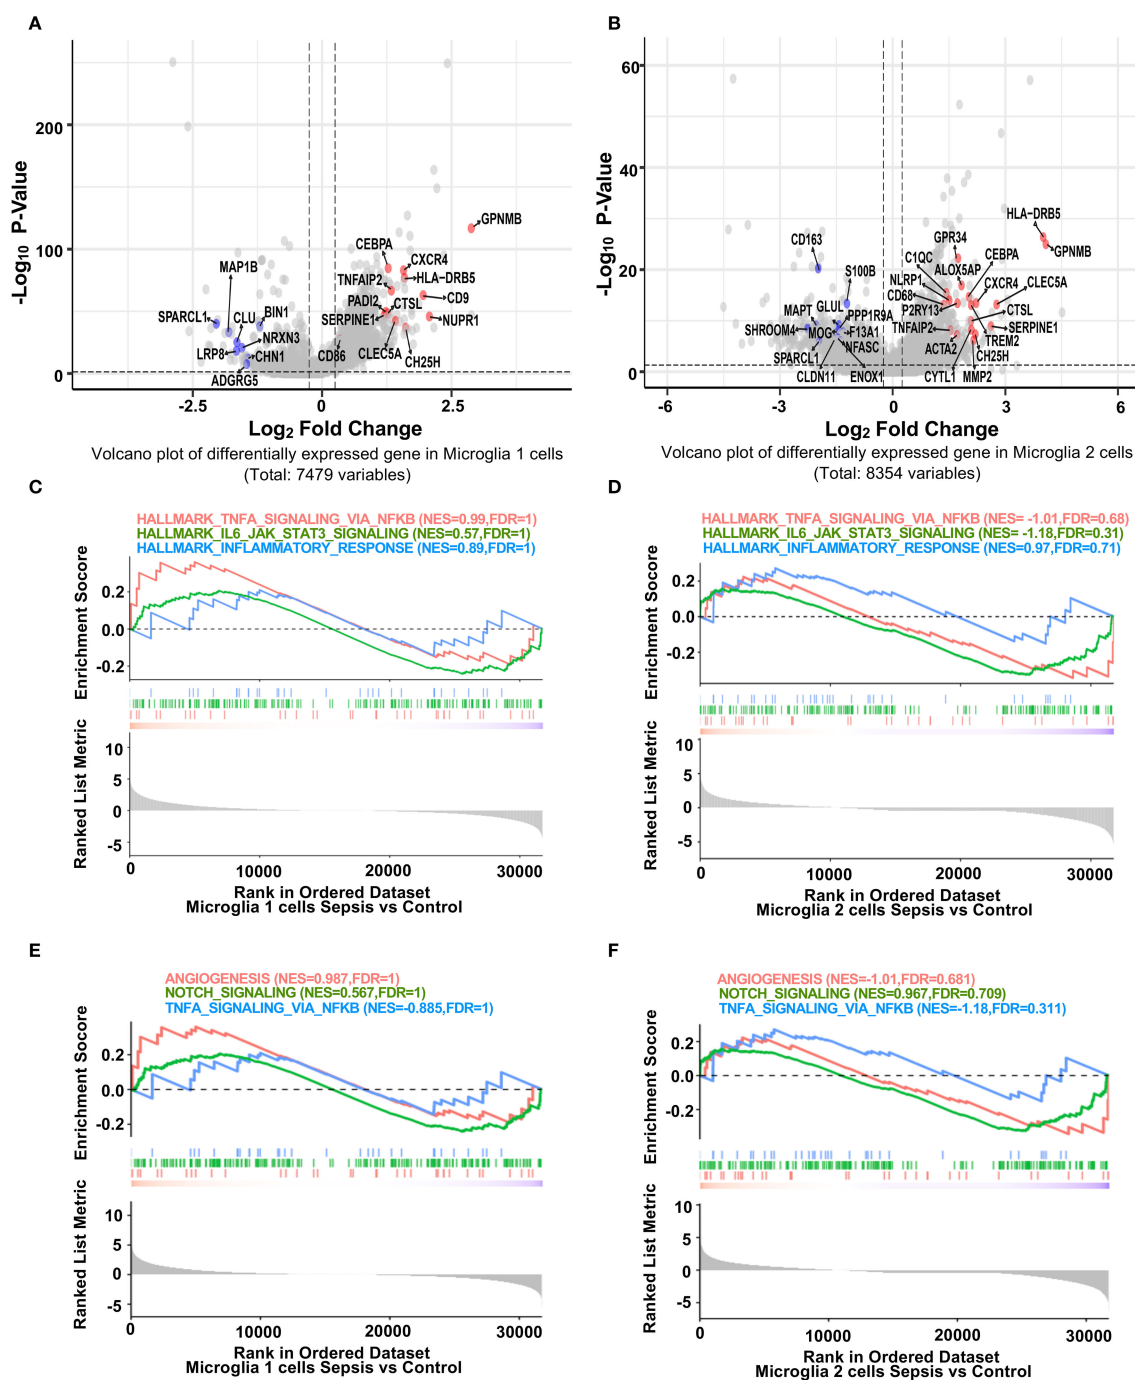 A
-Log10 P-Value
200
100
0
GPNMB
CEBPA
CXCR4
HLA-DRB5
TNFAIP2
CD9
PADI2
CTSL
SERPINE1
NUPR1
CD86
CLEC5A
CH25H
MAP1B
SPARCL1
CLU
BIN1
NRXN3
LRP8
CHN1
ADGRG5
-2.5
0
2.5
Log2 Fold Change
Volcano plot of differentially expressed gene in Microglia 1 cells
(Total: 7479 variables)
B
-Log10 P-Value
60
40
20
0
HLA-DRB5
GPR34
GPNMB
CD163
C1QC
CEBPA
ALOX5AP
S100B
NLRP1
CXCR4
CLEC5A
CD68
P2RY13
CTSL
MAPT
GLUL
PPP1R9A
SHROOM4
MOG
F13A1
TNFAIP2
SERPINE1
NFASC
ACTA2
TREM2
SPARCL1
CH25H
CLDN11
ENOX1
CYTL1
MMP2
-6
-3
0
3
6
Log2 Fold Change
Volcano plot of differentially expressed gene in Microglia 2 cells
(Total: 8354 variables)
C
HALLMARK_TNFA_SIGNALING_VIA_NFKB (NES=0.99,FDR=1)
HALLMARK_IL6_JAK_STAT3_SIGNALING (NES=0.57,FDR=1)
HALLMARK_INFLAMMATORY_RESPONSE (NES=0.89,FDR=1)
Enrichment Socore
0.2
0.0
-0.2
Ranked List Metric
10
5
0
-5
0
10000
20000
30000
Rank in Ordered Dataset
Microglia 1 cells Sepsis vs Control
D
HALLMARK_TNFA_SIGNALING_VIA_NFKB (NES= -1.01,FDR=0.68)
HALLMARK_IL6_JAK_STAT3_SIGNALING (NES= -1.18,FDR=0.31)
HALLMARK_INFLAMMATORY_RESPONSE (NES=0.97,FDR=0.71)
Enrichment Socore
0.2
0.0
-0.2
Ranked List Metric
10
5
0
-5
0
10000
20000
30000
Rank in Ordered Dataset
Microglia 2 cells Sepsis vs Control
E
ANGIOGENESIS (NES=0.987,FDR=1)
NOTCH_SIGNALING (NES=0.567,FDR=1)
TNFA_SIGNALING_VIA_NFKB (NES=-0.885,FDR=1)
Enrichment Socore
0.2
0.0
-0.2
Ranked List Metric
10
5
0
-5
0
10000
20000
30000
Rank in Ordered Dataset
Microglia 1 cells Sepsis vs Control
F
ANGIOGENESIS (NES=-1.01,FDR=0.681)
NOTCH_SIGNALING (NES=0.967,FDR=0.709)
TNFA_SIGNALING_VIA_NFKB (NES=-1.18,FDR=0.311)
Enrichment Socore
0.2
0.0
-0.2
Ranked List Metric
10
5
0
-5
0
10000
20000
30000
Rank in Ordered Dataset
Microglia 2 cells Sepsis vs Control